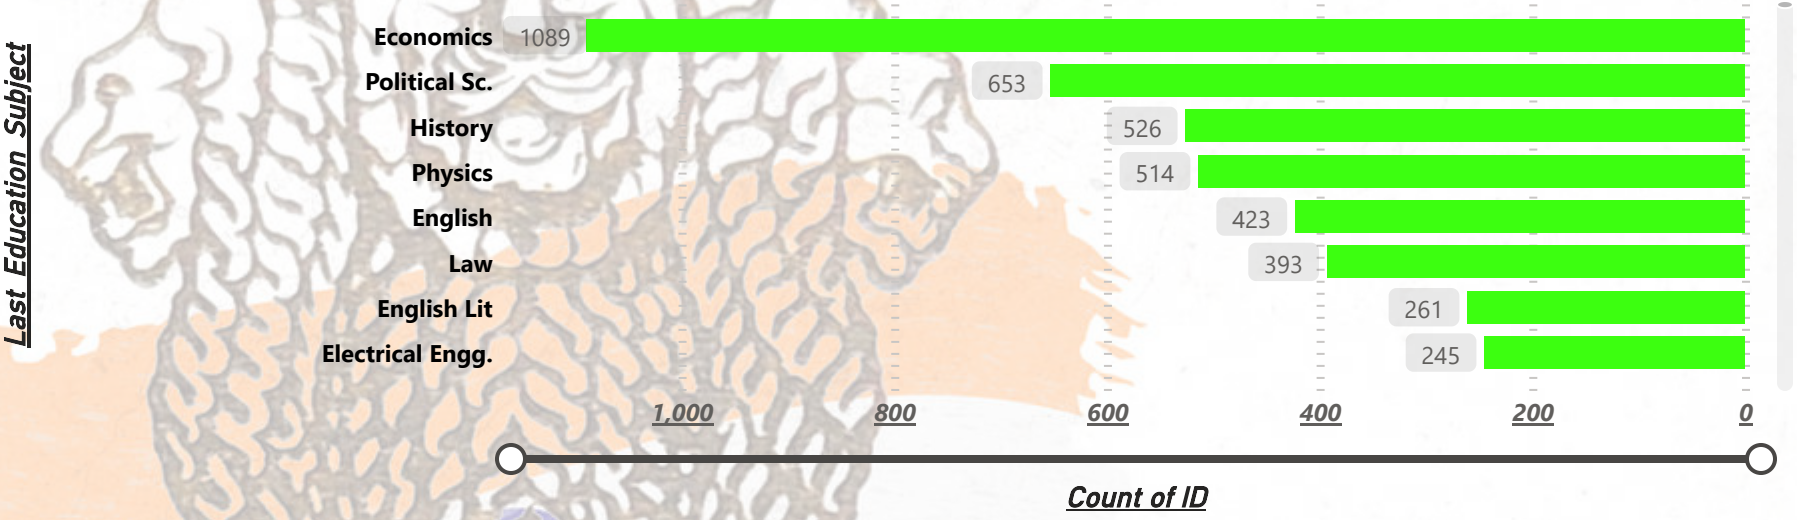 Last Education Subject
Economics 1089
Political Sc. 653
History 526
Physics 514
English 423
Law 393
English Lit 261
Electrical Engg. 245
1,000 800 600 400 200 0
Count of ID